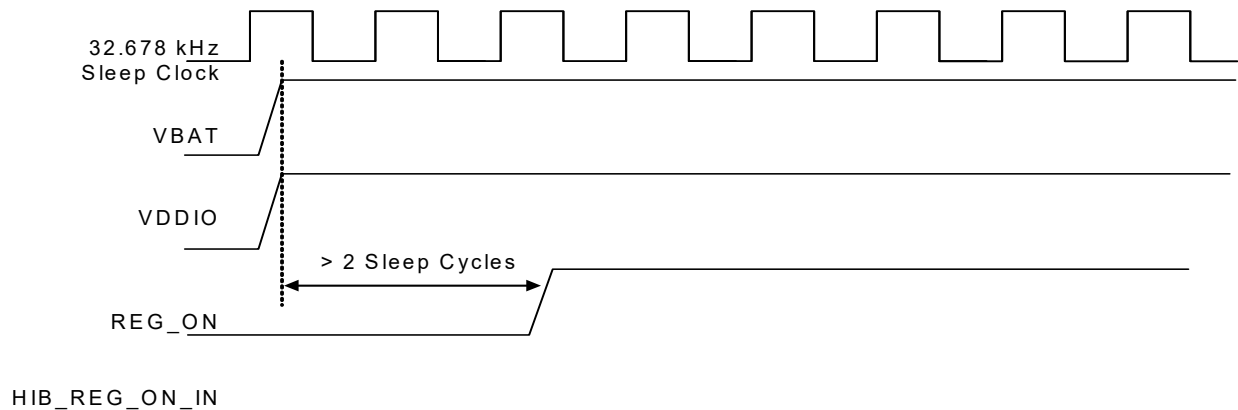 32.678 kHz
Sleep Clock
VBAT
VDDIO
> 2 Sleep Cycles
REG_ON
HIB_REG_ON_IN